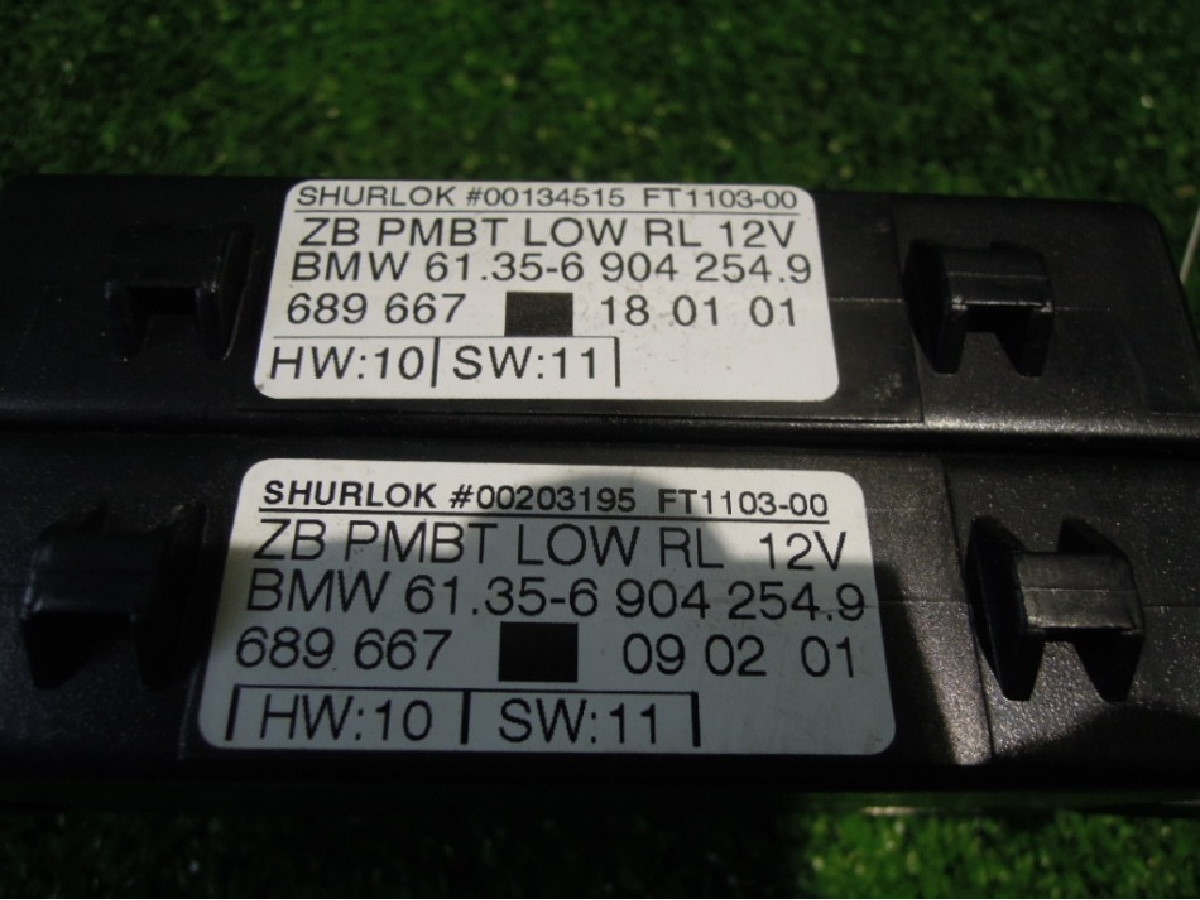 SHURLOK #00134515 FT1103-00
ZB PMBT LOW RL 12V
BMW 61.35-6 904 254.9
689 667 18 01 01
HW:10 SW:11
SHURLOK #00203195 FT1103-00
ZB PMBT LOW RL 12V
BMW 61.35-6 904 254.9
689 667 09 02 01
HW:10 SW:11